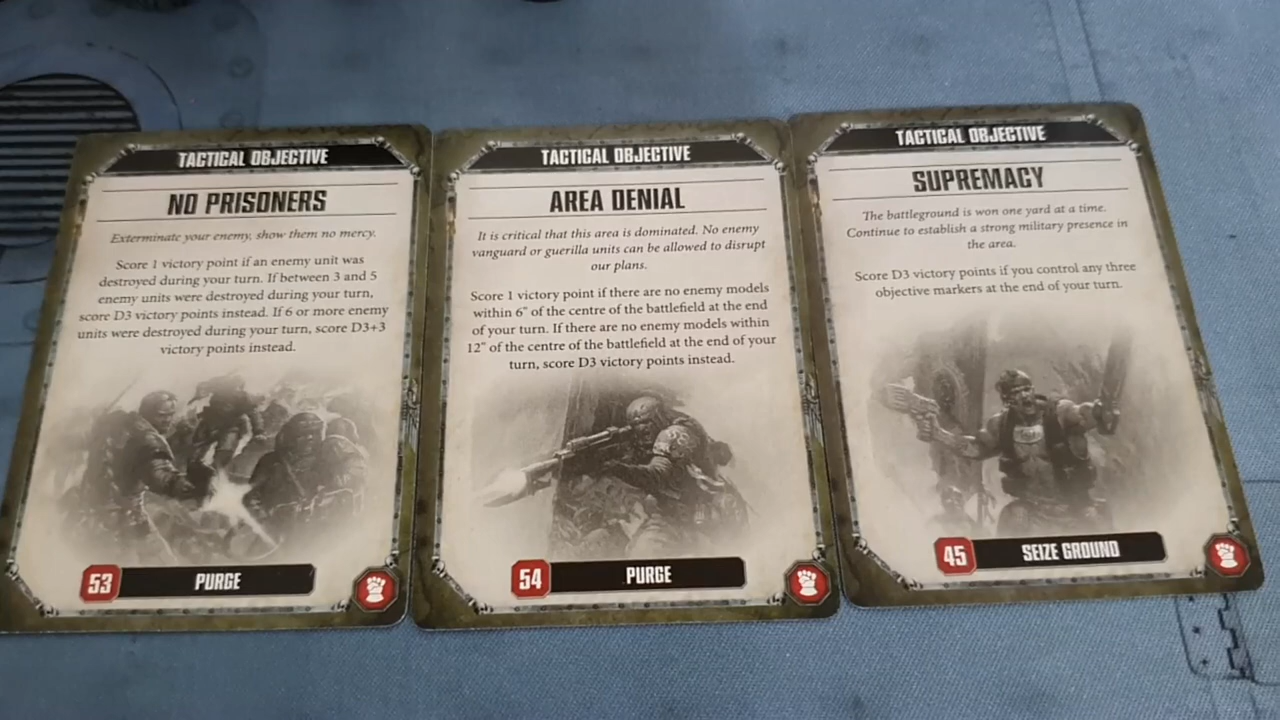 TACTICAL OBJECTIVE
NO PRISONERS
Exterminate your enemy, show them no mercy.
Score 1 victory point if an enemy unit was
destroyed during your turn. If between 3 and 5
enemy units were destroyed during your turn,
score D3 victory points instead. If 6 or more enemy
units were destroyed during your turn, score D3+3
victory points instead.
53
PURGE
TACTICAL OBJECTIVE
AREA DENIAL
It is critical that this area is dominated. No enemy
vanguard or guerilla units can be allowed to disrupt
our plans.
Score 1 victory point if there are no enemy models
within 6" of the centre of the battlefield at the end
of your turn. If there are no enemy models within
12" of the centre of the battlefield at the end of your
turn, score D3 victory points instead.
54
PURGE
TACTICAL OBJECTIVE
SUPREMACY
The battleground is won one yard at a time.
Continue to establish a strong military presence in
the area.
Score D3 victory points if you control any three
objective markers at the end of your turn.
45
SEIZE GROUND